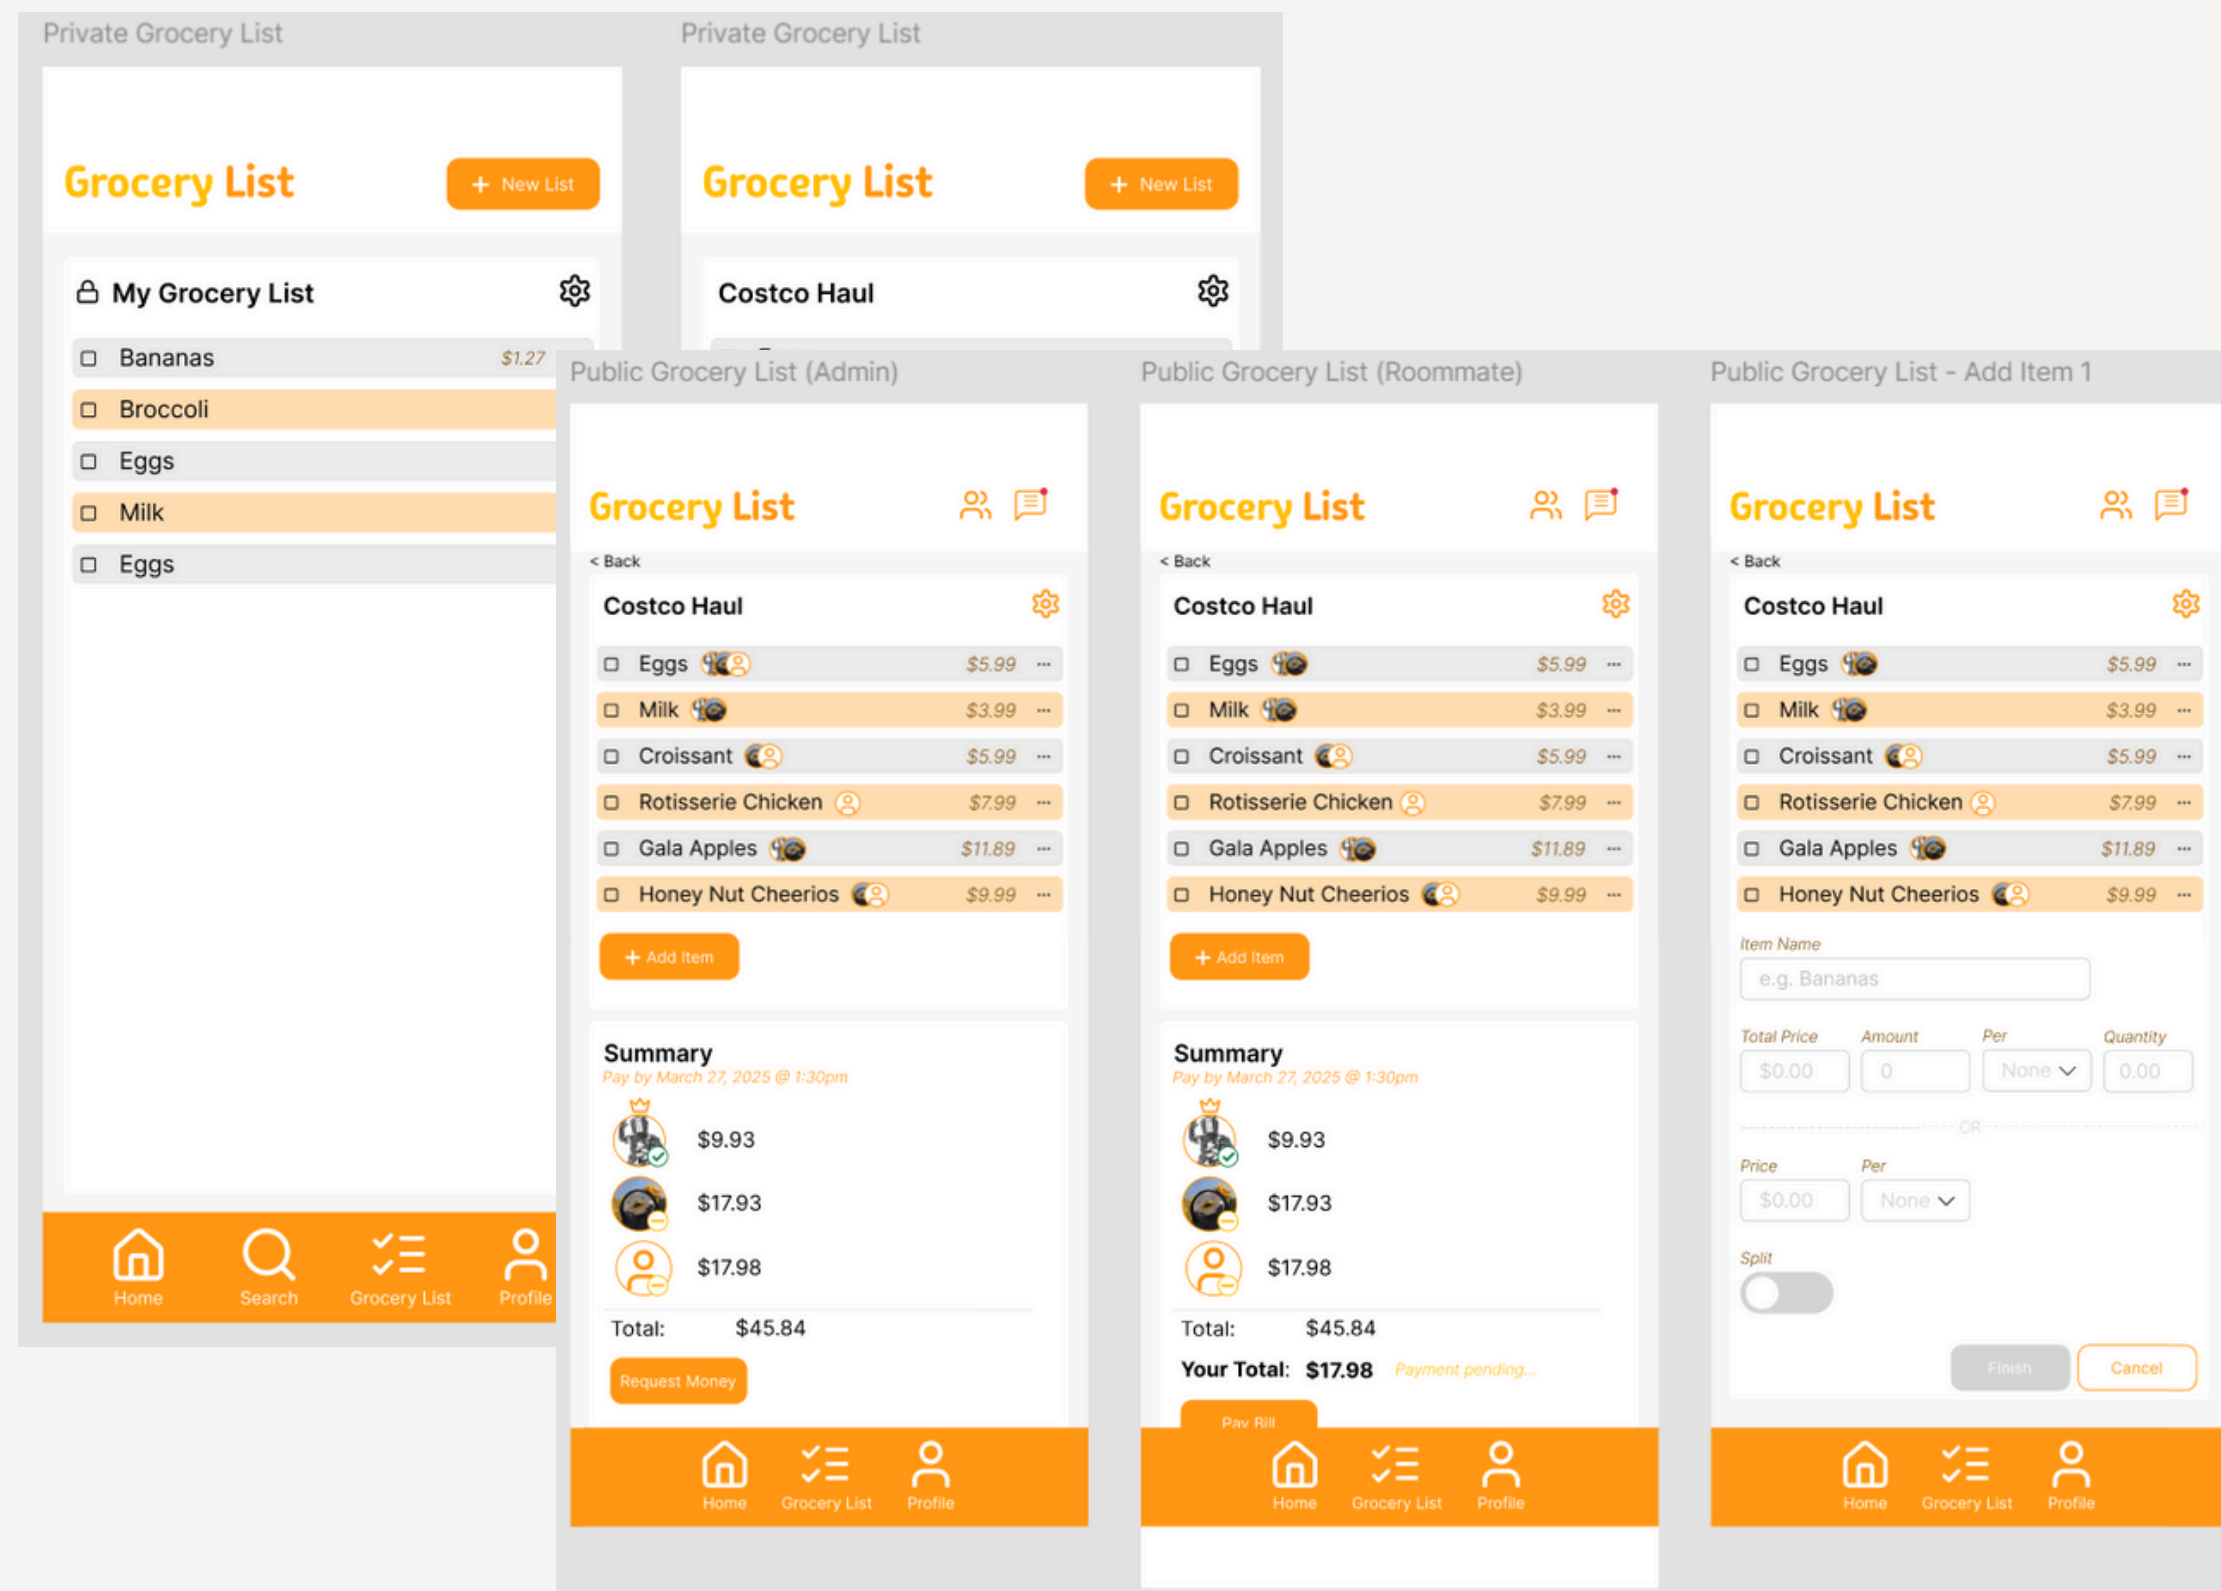 Private Grocery List
Grocery List
+ New List
My Grocery List
Bananas $1.27
Broccoli
Eggs
Milk
Eggs
Home Search Grocery List Profile
Private Grocery List
Grocery List
+ New List
Costco Haul
Public Grocery List (Admin)
Grocery List
< Back
Costco Haul
Eggs $5.99 ...
Milk $3.99 ...
Croissant $5.99 ...
Rotisserie Chicken $7.99 ...
Gala Apples $11.89 ...
Honey Nut Cheerios $9.99 ...
+ Add Item
Summary
Pay by March 27, 2025 @ 1:30pm
$9.93
$17.93
$17.98
Total: $45.84
Request Money
Home Grocery List Profile
Public Grocery List (Roommate)
Grocery List
< Back
Costco Haul
Eggs $5.99 ...
Milk $3.99 ...
Croissant $5.99 ...
Rotisserie Chicken $7.99 ...
Gala Apples $11.89 ...
Honey Nut Cheerios $9.99 ...
+ Add Item
Summary
Pay by March 27, 2025 @ 1:30pm
$9.93
$17.93
$17.98
Total: $45.84
Your Total: $17.98 Payment pending...
Pay Bill
Home Grocery List Profile
Public Grocery List - Add Item 1
Grocery List
< Back
Costco Haul
Eggs $5.99 ...
Milk $3.99 ...
Croissant $5.99 ...
Rotisserie Chicken $7.99 ...
Gala Apples $11.89 ...
Honey Nut Cheerios $9.99 ...
Item Name
e.g. Bananas
Total Price Amount Per Quantity
$0.00 0 None 0.00
OR
Price Per
$0.00 None
Split
Finish Cancel
Home Grocery List Profile